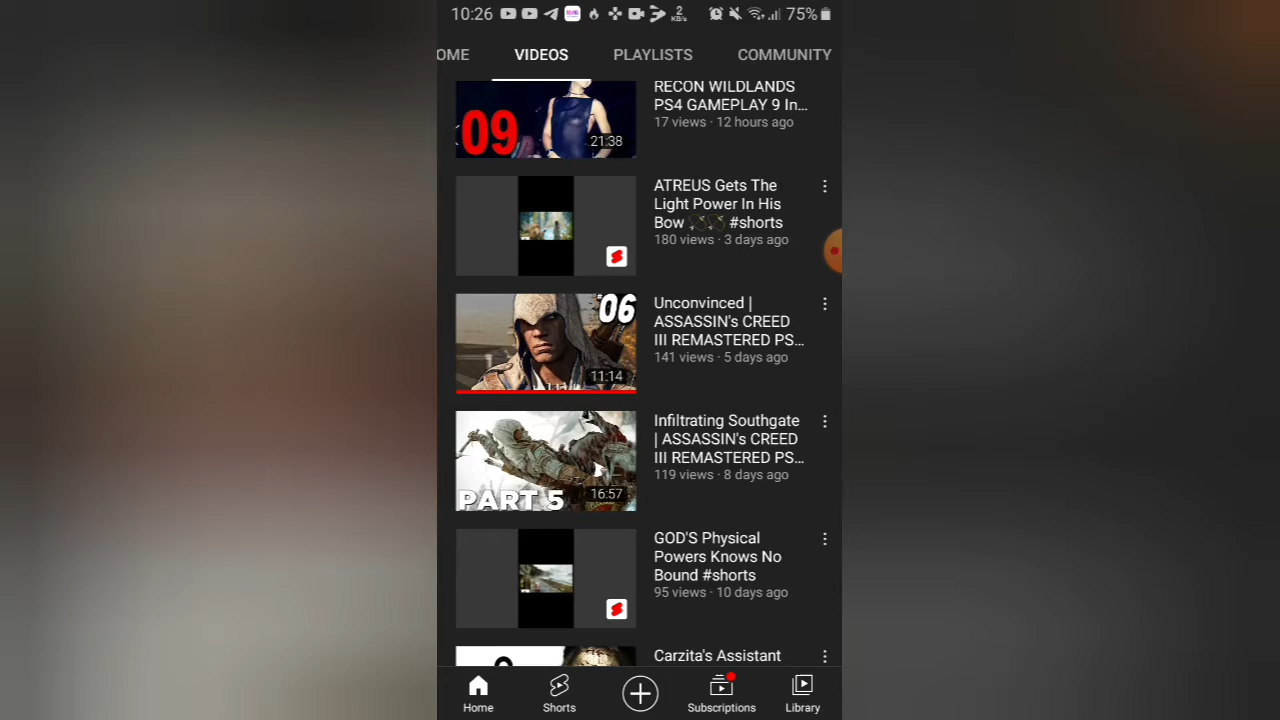 10:26
2
KB/s
75%
OME VIDEOS PLAYLISTS COMMUNITY
09
21:38
RECON WILDLANDS
PS4 GAMEPLAY 9 In...
17 views · 12 hours ago
ATREUS Gets The
Light Power In His
Bow 🏹🏹 #shorts
180 views · 3 days ago
#06
11:14
Unconvinced |
ASSASSIN's CREED
III REMASTERED PS...
141 views · 5 days ago
PART 5
16:57
Infiltrating Southgate
| ASSASSIN's CREED
III REMASTERED PS...
119 views · 8 days ago
GOD'S Physical
Powers Knows No
Bound #shorts
95 views · 10 days ago
Carzita's Assistant
Home Shorts Subscriptions Library